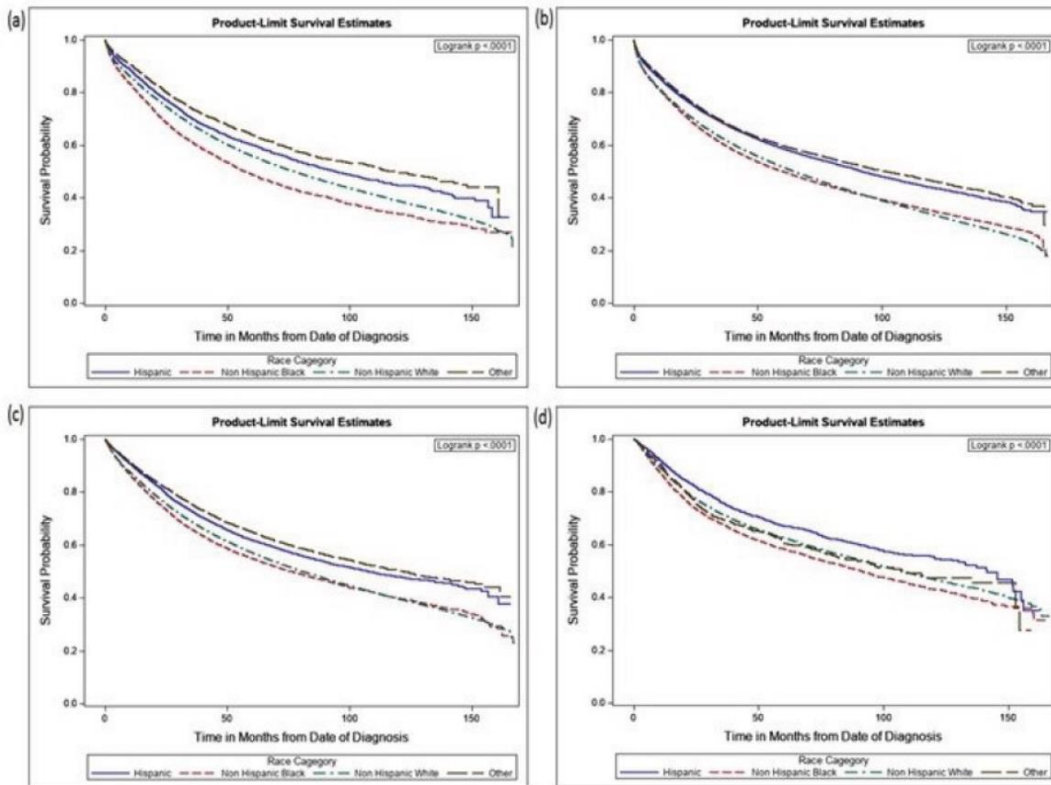 (a)
Product-Limit Survival Estimates
Logrank p <.0001
1.0
0.8
0.6
0.4
0.2
0.0
Survival Probability
0 50 100 150
Time in Months from Date of Diagnosis
Race Cagegory
Hispanic Non Hispanic Black Non Hispanic White Other
(b)
Product-Limit Survival Estimates
Logrank p <.0001
1.0
0.8
0.6
0.4
0.2
0.0
Survival Probability
0 50 100 150
Time in Months from Date of Diagnosis
Race Cagegory
Hispanic Non Hispanic Black Non Hispanic White Other
(c)
Product-Limit Survival Estimates
Logrank p <.0001
1.0
0.8
0.6
0.4
0.2
0.0
Survival Probability
0 50 100 150
Time in Months from Date of Diagnosis
Race Cagegory
Hispanic Non Hispanic Black Non Hispanic White Other
(d)
Product-Limit Survival Estimates
Logrank p <.0001
1.0
0.8
0.6
0.4
0.2
0.0
Survival Probability
0 50 100 150
Time in Months from Date of Diagnosis
Race Cagegory
Hispanic Non Hispanic Black Non Hispanic White Other